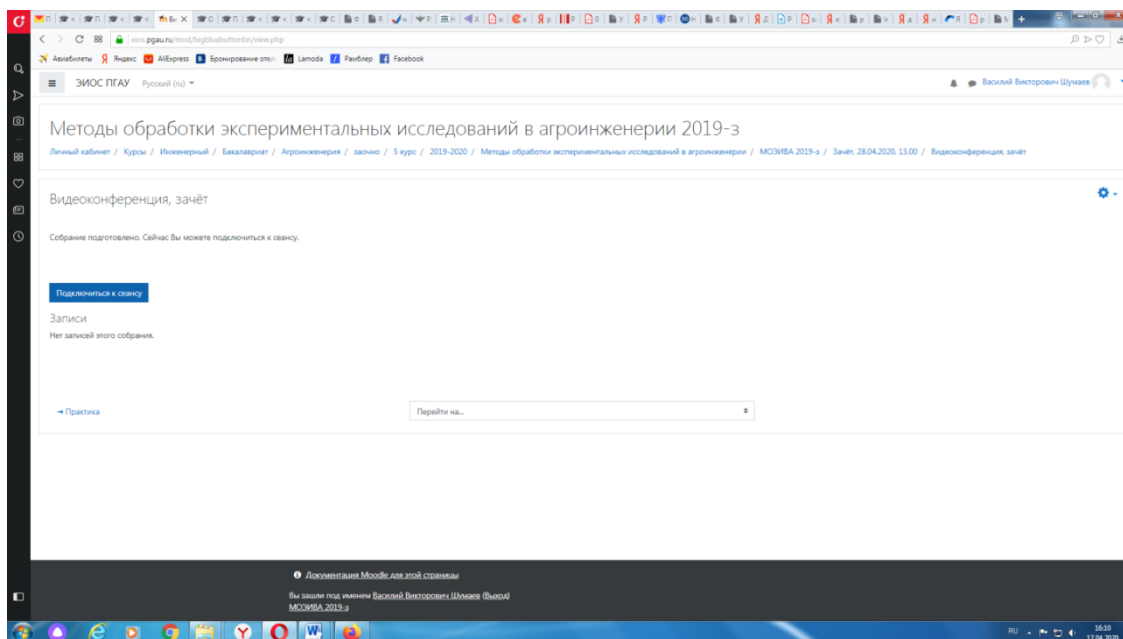 eios.pgau.ru/mod/bigbluebuttonbn/view.php
Авиабилеты Яндекс AliExpress Бронирование отел Lamoda Рамблер Facebook
ЭИОС ПГАУ Русский (ru)
Василий Викторович Шумаев
Методы обработки экспериментальных исследований в агроинженерии 2019-з
Личный кабинет / Курсы / Инженерный / Бакалавриат / Агроинженерия / заочно / 5 курс / 2019-2020 / Методы обработки экспериментальных исследований в агроинженерии / МОЭИВА 2019-з / Зачёт, 28.04.2020, 13.00 / Видеоконференция, зачёт
Видеоконференция, зачёт
Собрание подготовлено. Сейчас Вы можете подключиться к сеансу.
Подключиться к сеансу
Записи
Нет записей этого собрания.
◄ Практика
Перейти на...
Документация Moodle для этой страницы
Вы зашли под именем Василий Викторович Шумаев (Выход)
МОЭИВА 2019-з
RU
16:10
17.04.2020